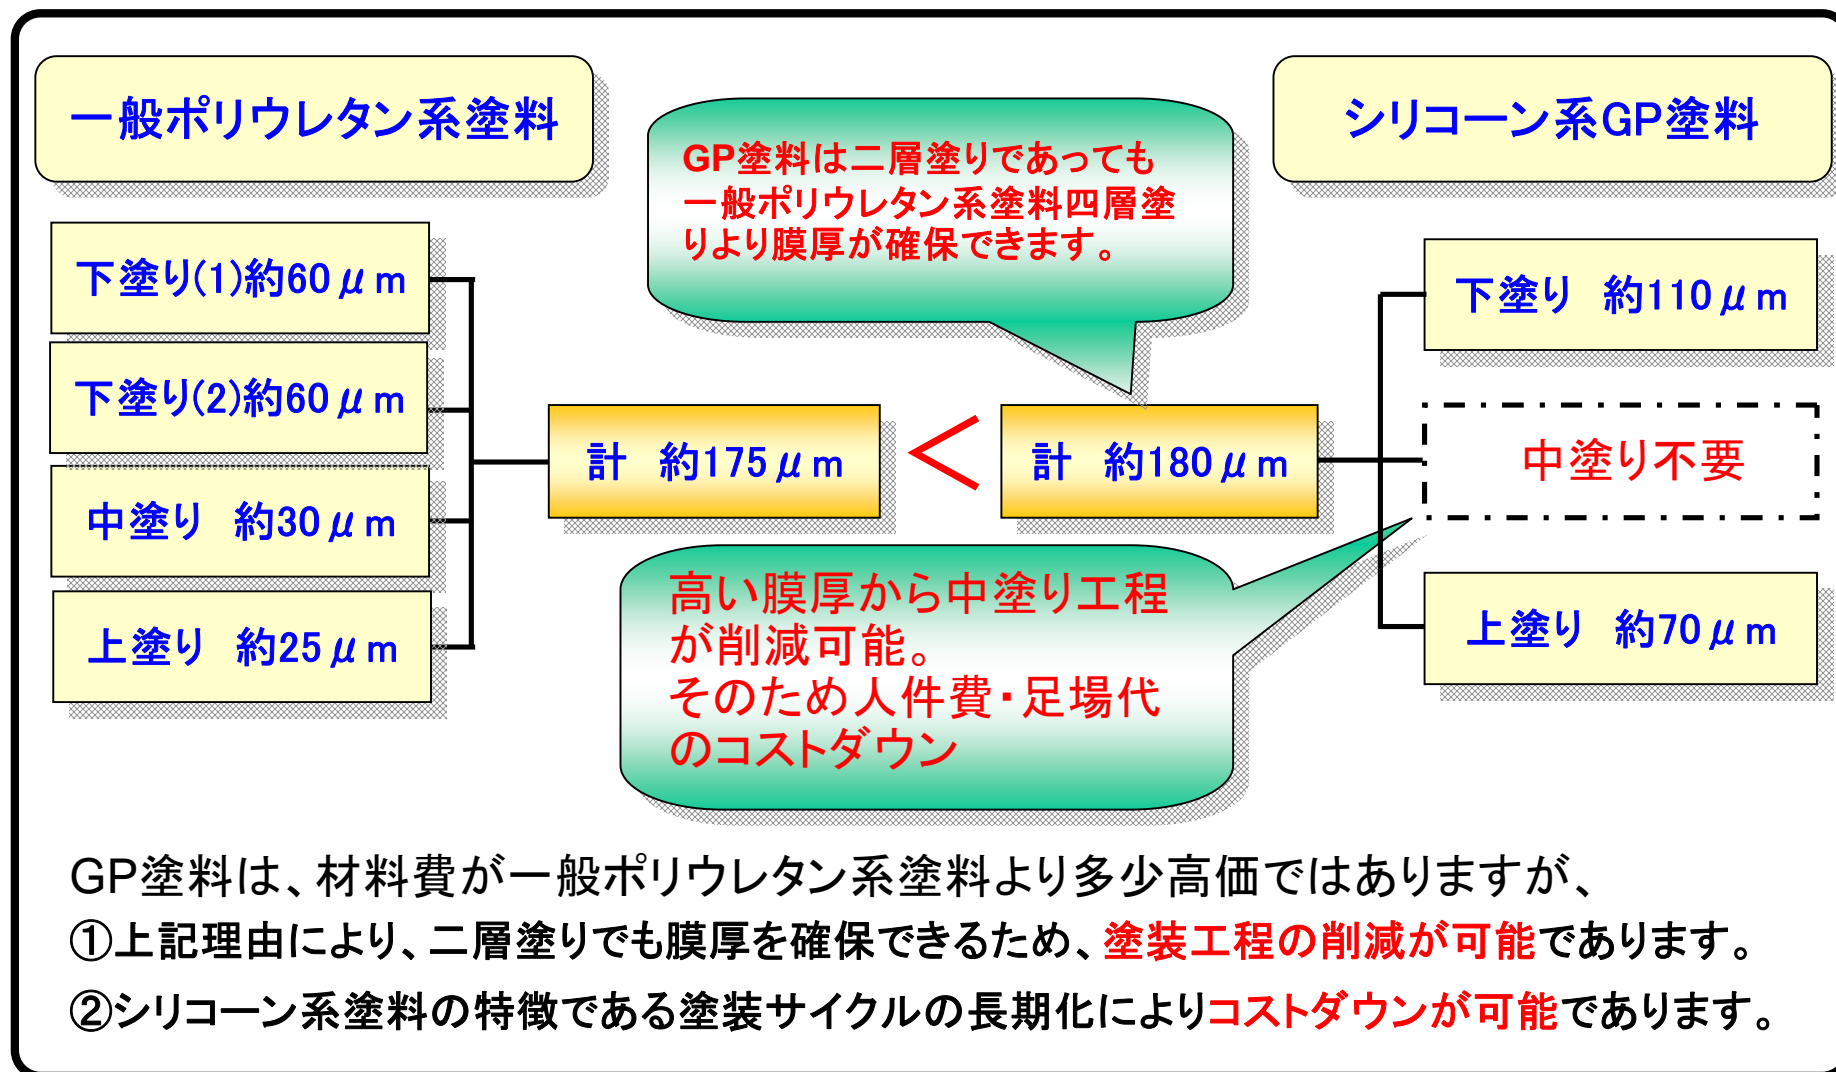 一般ポリウレタン系塗料
シリコーン系GP塗料
GP塗料は二層塗りであっても
一般ポリウレタン系塗料四層塗
りより膜厚が確保できます。
下塗り(1)約60μm
下塗り(2)約60μm
中塗り　約30μm
上塗り　約25μm
計　約175μm
＜
計　約180μm
下塗り　約110μm
中塗り不要
上塗り　約70μm
高い膜厚から中塗り工程
が削減可能。
そのため人件費・足場代
のコストダウン
GP塗料は、材料費が一般ポリウレタン系塗料より多少高価ではありますが、
①上記理由により、二層塗りでも膜厚を確保できるため、塗装工程の削減が可能であります。
②シリコーン系塗料の特徴である塗装サイクルの長期化によりコストダウンが可能であります。